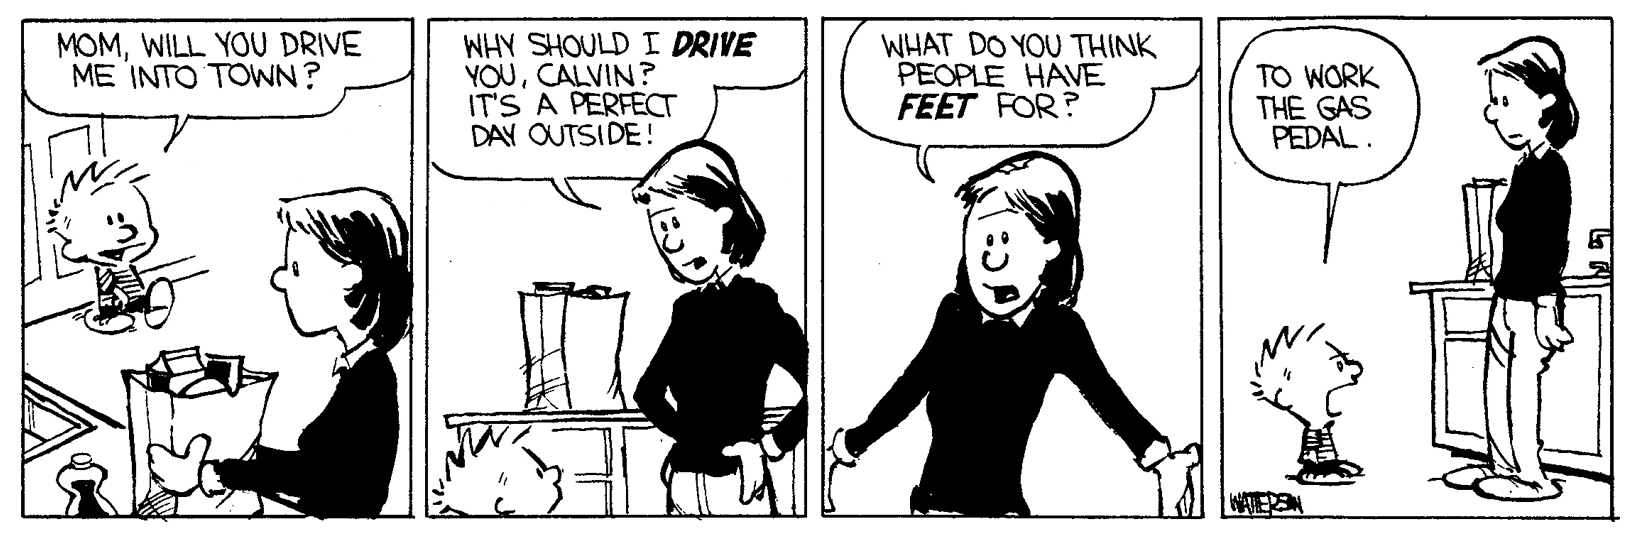 MOM, WILL YOU DRIVE
ME INTO TOWN?
WHY SHOULD I DRIVE
YOU, CALVIN?
IT'S A PERFECT
DAY OUTSIDE!
WHAT DO YOU THINK
PEOPLE HAVE
FEET FOR?
TO WORK
THE GAS
PEDAL.
WATTERSON